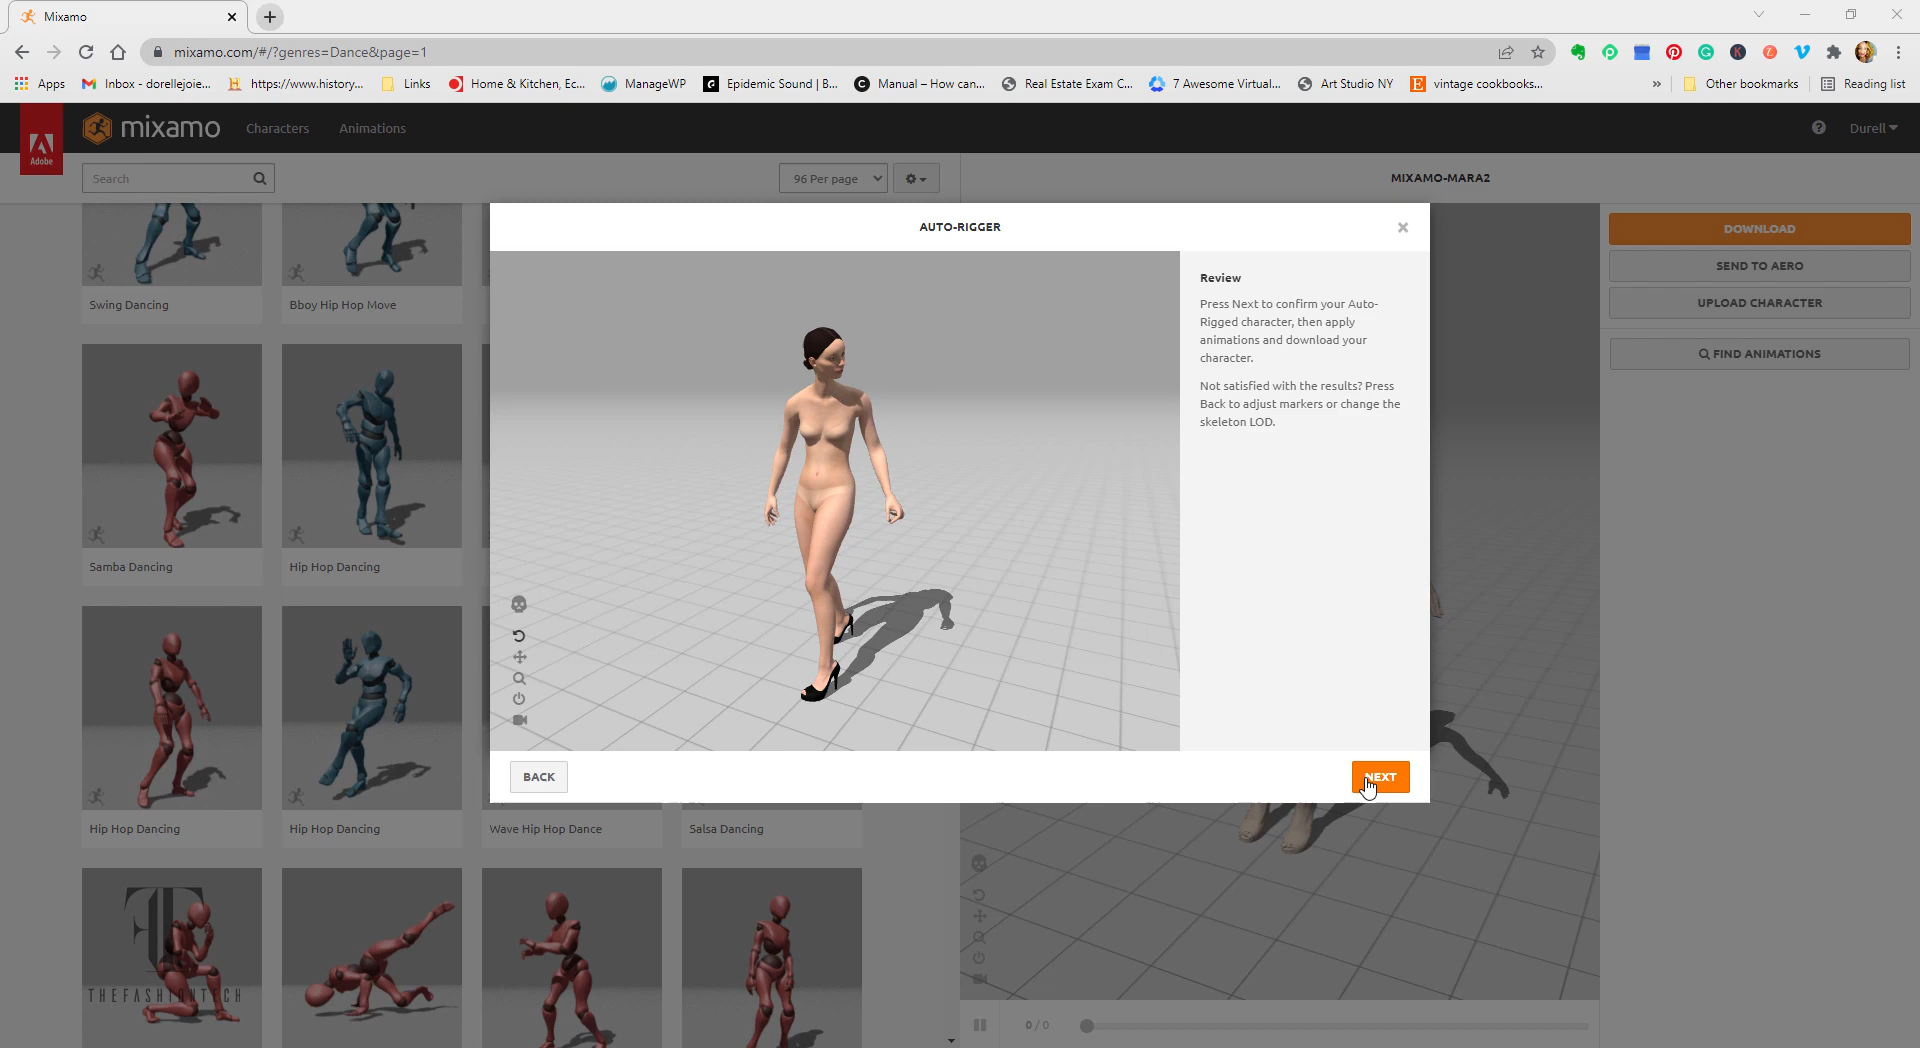 Mixamo
mixamo.com/#/?genres=Dance&page=1
Apps
Inbox - dorellejoie...
https://www.history...
Links
Home & Kitchen, Ec...
ManageWP
Epidemic Sound | B...
Manual – How can...
Real Estate Exam C...
7 Awesome Virtual...
Art Studio NY
vintage cookbooks...
»
Other bookmarks
Reading list
Adobe
mixamo
Characters
Animations
Durell
Search
96 Per page
MIXAMO-MARA2
AUTO-RIGGER
DOWNLOAD
SEND TO AERO
UPLOAD CHARACTER
FIND ANIMATIONS
Review
Press Next to confirm your Auto-
Rigged character, then apply
animations and download your
character.
Not satisfied with the results? Press
Back to adjust markers or change the
skeleton LOD.
Swing Dancing
Bboy Hip Hop Move
Samba Dancing
Hip Hop Dancing
BACK
NEXT
Hip Hop Dancing
Hip Hop Dancing
Wave Hip Hop Dance
Salsa Dancing
THEFASHIONTECH
0 / 0